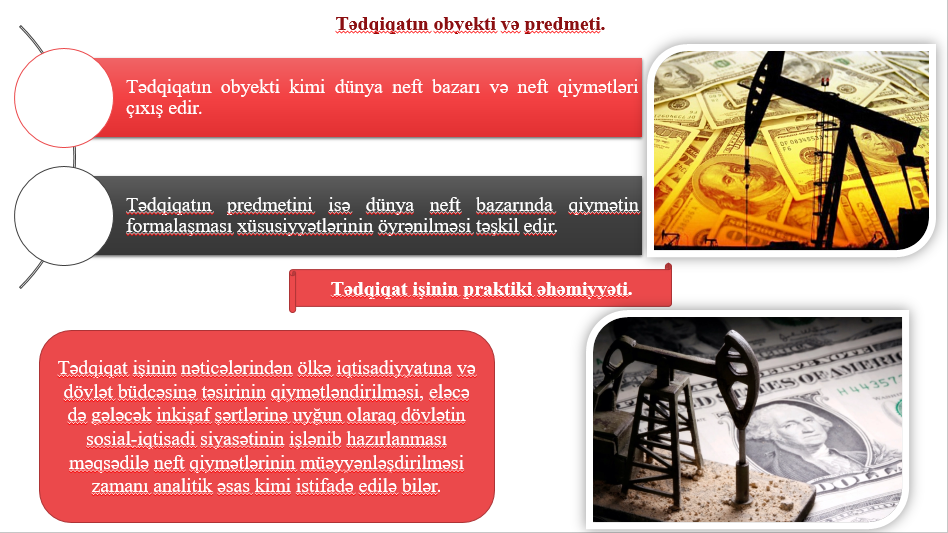 Tədqiqatın obyekti və predmeti.
Tədqiqatın obyekti kimi dünya neft bazarı və neft qiymətləri
çıxış edir.
Tədqiqatın predmetini isə dünya neft bazarında qiymətin
formalaşması xüsusiyyətlərinin öyrənilməsi təşkil edir.
Tədqiqat işinin praktiki əhəmiyyəti.
Tədqiqat işinin nəticələrindən ölkə iqtisadiyyatına və
dövlət büdcəsinə təsirinin qiymətləndirilməsi, eləcə
də gələcək inkişaf şərtlərinə uyğun olaraq dövlətin
sosial-iqtisadi siyasətinin işlənib hazırlanması
məqsədilə neft qiymətlərinin müəyyənləşdirilməsi
zamanı analitik əsas kimi istifadə edilə bilər.